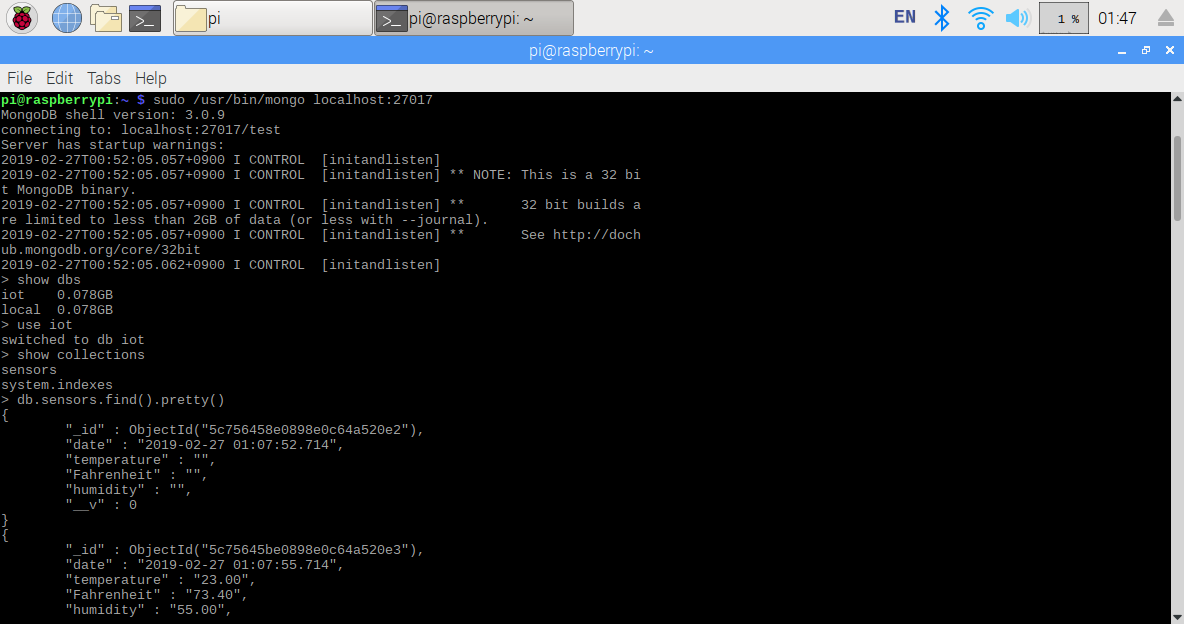 pi
pi@raspberrypi: ~
EN
1 %
01:47
pi@raspberrypi: ~
File Edit Tabs Help
pi@raspberrypi:~ $ sudo /usr/bin/mongo localhost:27017
MongoDB shell version: 3.0.9
connecting to: localhost:27017/test
Server has startup warnings:
2019-02-27T00:52:05.057+0900 I CONTROL  [initandlisten]
2019-02-27T00:52:05.057+0900 I CONTROL  [initandlisten] ** NOTE: This is a 32 bi
t MongoDB binary.
2019-02-27T00:52:05.057+0900 I CONTROL  [initandlisten] **       32 bit builds a
re limited to less than 2GB of data (or less with --journal).
2019-02-27T00:52:05.057+0900 I CONTROL  [initandlisten] **       See http://doch
ub.mongodb.org/core/32bit
2019-02-27T00:52:05.062+0900 I CONTROL  [initandlisten]
> show dbs
iot    0.078GB
local  0.078GB
> use iot
switched to db iot
> show collections
sensors
system.indexes
> db.sensors.find().pretty()
{
        "_id" : ObjectId("5c756458e0898e0c64a520e2"),
        "date" : "2019-02-27 01:07:52.714",
        "temperature" : "",
        "Fahrenheit" : "",
        "humidity" : "",
        "__v" : 0
}
{
        "_id" : ObjectId("5c75645be0898e0c64a520e3"),
        "date" : "2019-02-27 01:07:55.714",
        "temperature" : "23.00",
        "Fahrenheit" : "73.40",
        "humidity" : "55.00",